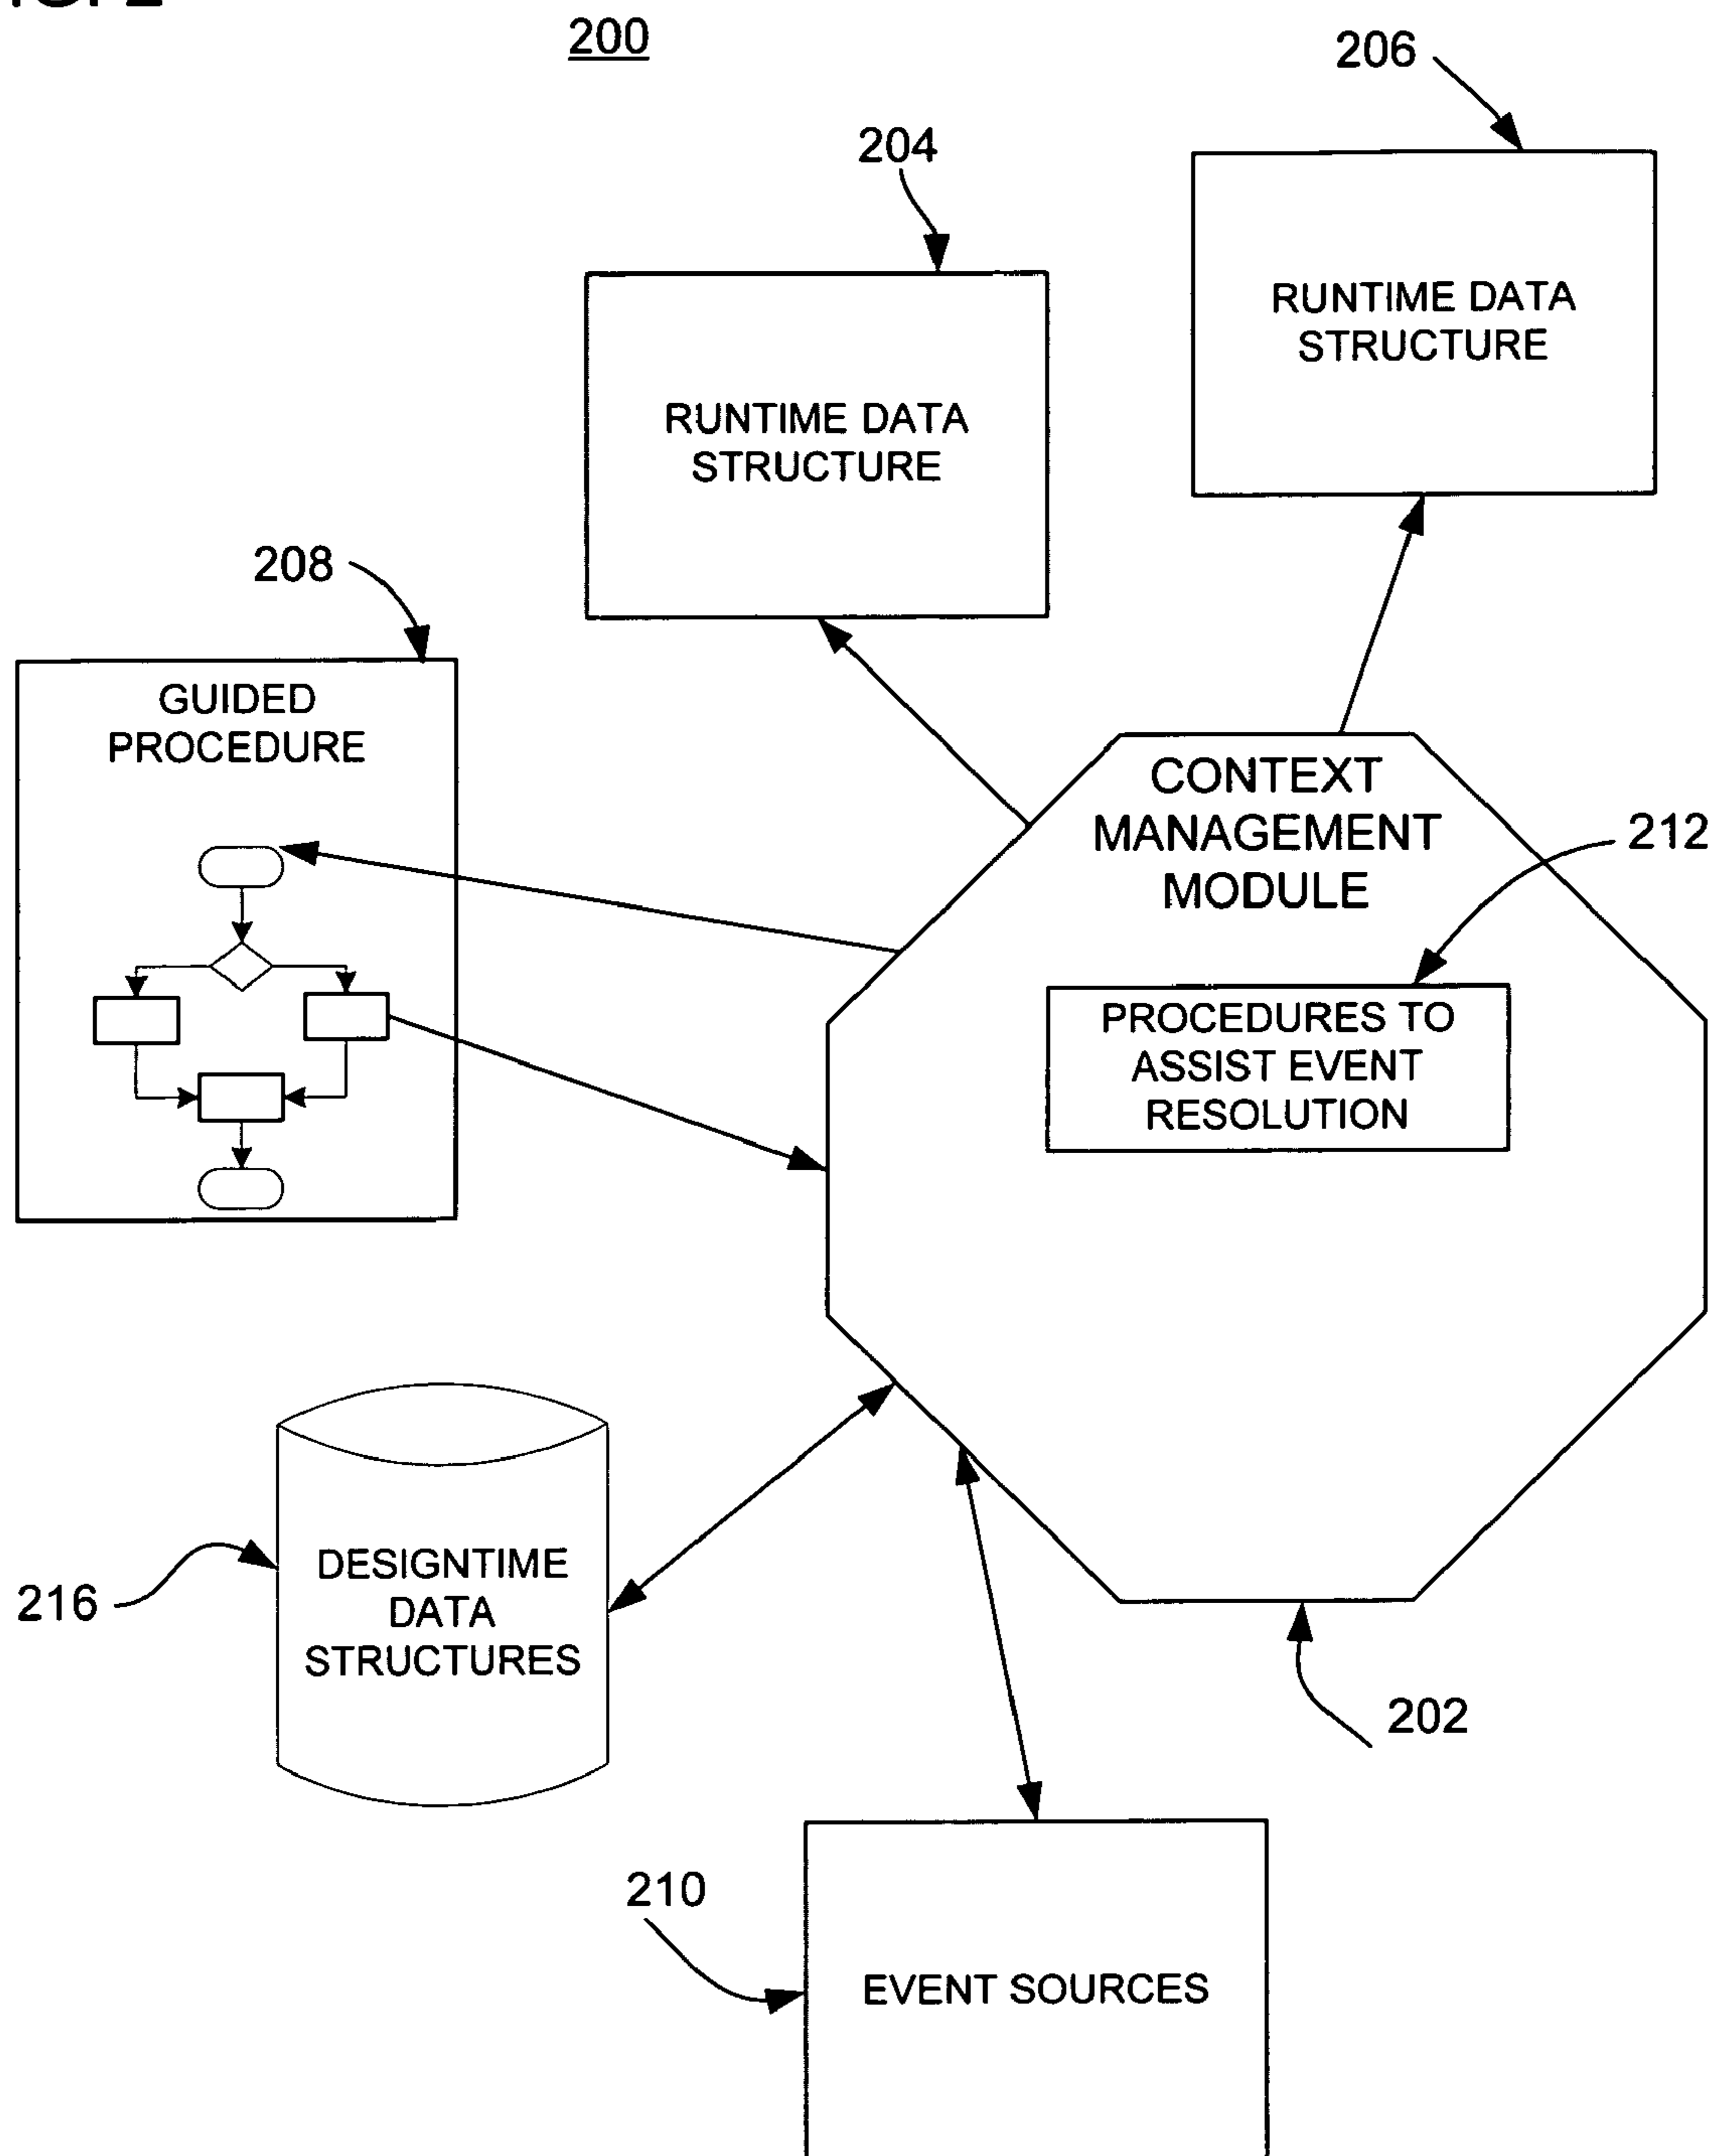 200
206
204
RUNTIME DATA
STRUCTURE
RUNTIME DATA
STRUCTURE
208
GUIDED
PROCEDURE
CONTEXT
MANAGEMENT
MODULE
212
PROCEDURES TO
ASSIST EVENT
RESOLUTION
DESIGNTIME
DATA
STRUCTURES
216
202
210
EVENT SOURCES